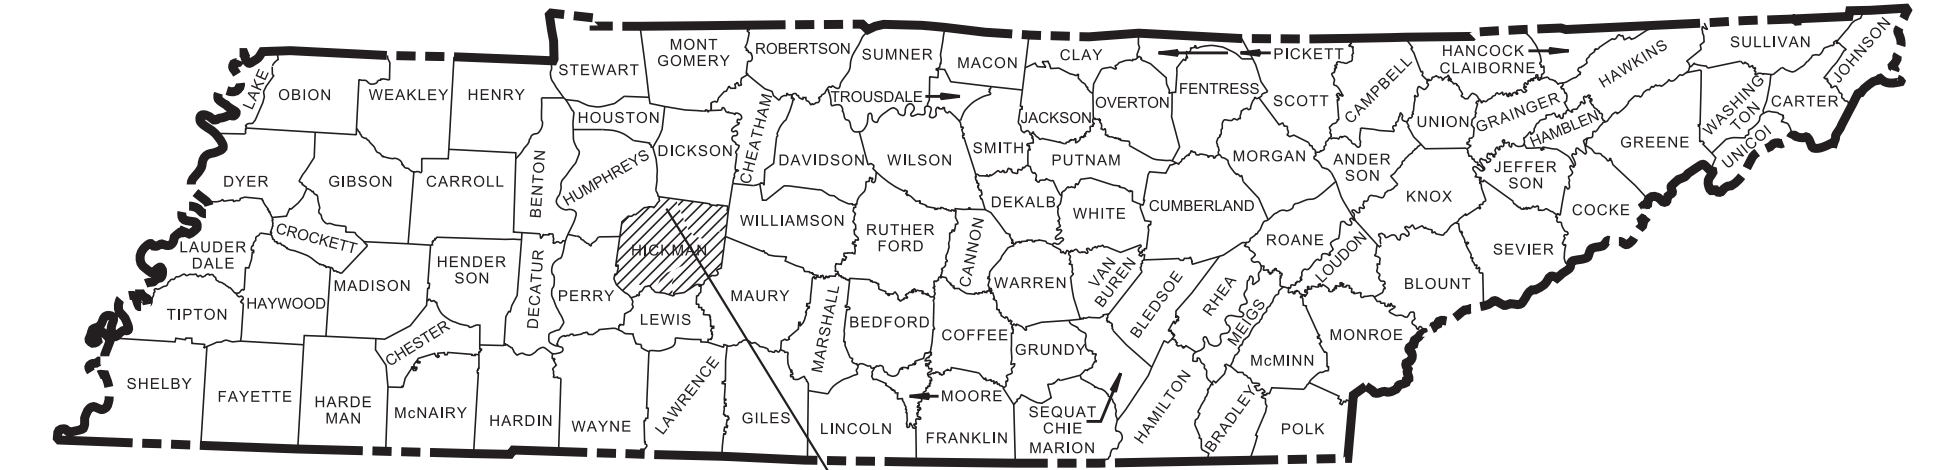 LAKE
OBION
WEAKLEY
HENRY
STEWART
MONT
GOMERY
ROBERTSON
SUMNER
MACON
CLAY
PICKETT
HANCOCK
CLAIBORNE
HAWKINS
SULLIVAN
JOHNSON
CARTER
WASHING
TON
UNICOI
GREENE
HAMBLEN
GRAINGER
UNION
CAMPBELL
SCOTT
FENTRESS
OVERTON
JACKSON
TROUSDALE
HOUSTON
DICKSON
CHEATHAM
DAVIDSON
WILSON
SMITH
PUTNAM
MORGAN
ANDER
SON
KNOX
JEFFER
SON
COCKE
SEVIER
BLOUNT
LOUDON
ROANE
CUMBERLAND
WHITE
DEKALB
CANNON
RUTHER
FORD
WILLIAMSON
HICKMAN
HUMPHREYS
BENTON
CARROLL
GIBSON
DYER
LAUDER
DALE
CROCKETT
HAYWOOD
MADISON
HENDER
SON
DECATUR
PERRY
LEWIS
MAURY
MARSHALL
BEDFORD
COFFEE
WARREN
VAN
BUREN
BLEDSOE
RHEA
MEIGS
MONROE
McMINN
GRUNDY
TIPTON
CHESTER
SHELBY
FAYETTE
HARDE
MAN
McNAIRY
HARDIN
WAYNE
LAWRENCE
GILES
LINCOLN
MOORE
FRANKLIN
SEQUAT
CHIE
MARION
HAMILTON
BRADLEY
POLK